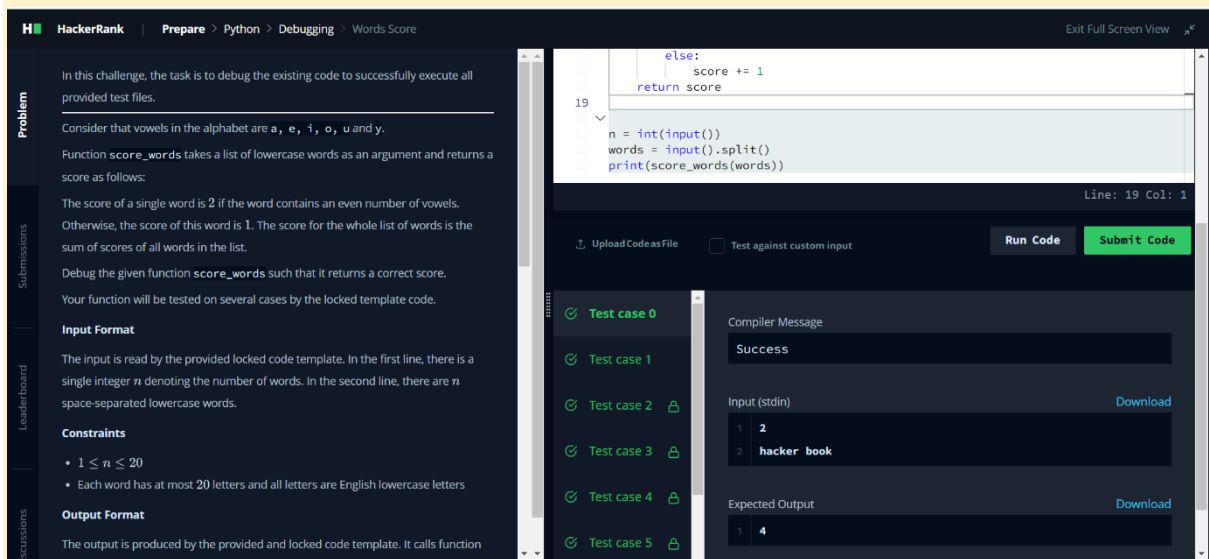 HackerRank | Prepare > Python > Debugging > Words Score
Exit Full Screen View
Problem
Submissions
Leaderboard
scussions
In this challenge, the task is to debug the existing code to successfully execute all
provided test files.
Consider that vowels in the alphabet are a, e, i, o, u and y.
Function score_words takes a list of lowercase words as an argument and returns a
score as follows:
The score of a single word is 2 if the word contains an even number of vowels.
Otherwise, the score of this word is 1. The score for the whole list of words is the
sum of scores of all words in the list.
Debug the given function score_words such that it returns a correct score.
Your function will be tested on several cases by the locked template code.
Input Format
The input is read by the provided locked code template. In the first line, there is a
single integer n denoting the number of words. In the second line, there are n
space-separated lowercase words.
Constraints
• 1 ≤ n ≤ 20
• Each word has at most 20 letters and all letters are English lowercase letters
Output Format
The output is produced by the provided and locked code template. It calls function
else:
17 score += 1
18 return score
19
20
21 n = int(input())
22 words = input().split()
23 print(score_words(words))
Line: 19 Col: 1
Upload Code as File
Test against custom input
Run Code
Submit Code
Test case 0
Test case 1
Test case 2
Test case 3
Test case 4
Test case 5
Compiler Message
Success
Input (stdin)
Download
1 2
2 hacker book
Expected Output
Download
1 4